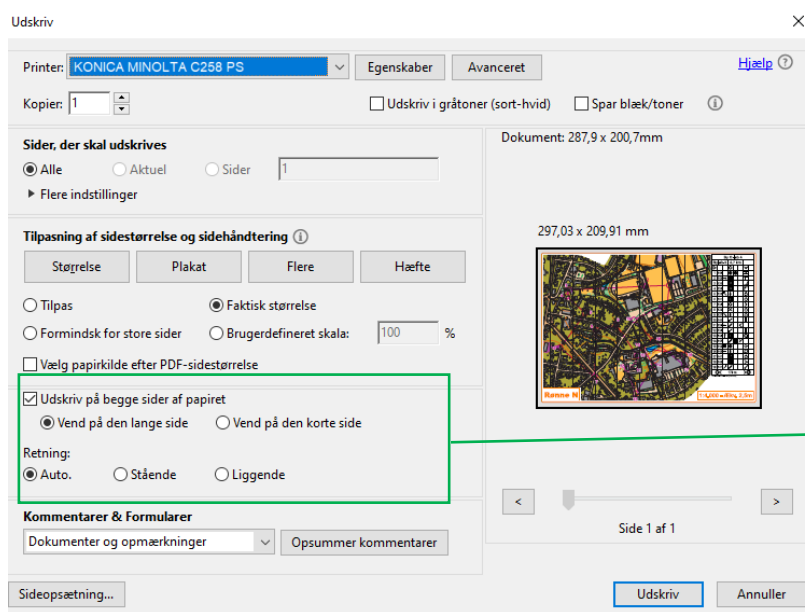 Udskriv
Printer: KONICA MINOLTA C258 PS Egenskaber Avanceret Hjælp
Kopier: 1 Udskriv i gråtoner (sort-hvid) Spar blæk/toner
Sider, der skal udskrives
Alle Aktuel Sider 1
Flere indstillinger
Tilpasning af sidestørrelse og sidehåndtering
Størrelse Plakat Flere Hæfte
Tilpas Faktisk størrelse
Formindsk for store sider Brugerdefineret skala: 100 %
Vælg papirkilde efter PDF-sidestørrelse
Udskriv på begge sider af papiret
Vend på den lange side Vend på den korte side
Retning:
Auto. Stående Liggende
Kommentarer & Formularer
Dokumenter og opmærkninger Opsummer kommentarer
Dokument: 287,9 x 200,7mm
297,03 x 209,91 mm
Rønne N
< >
Side 1 af 1
Sideopsætning... Udskriv Annuller